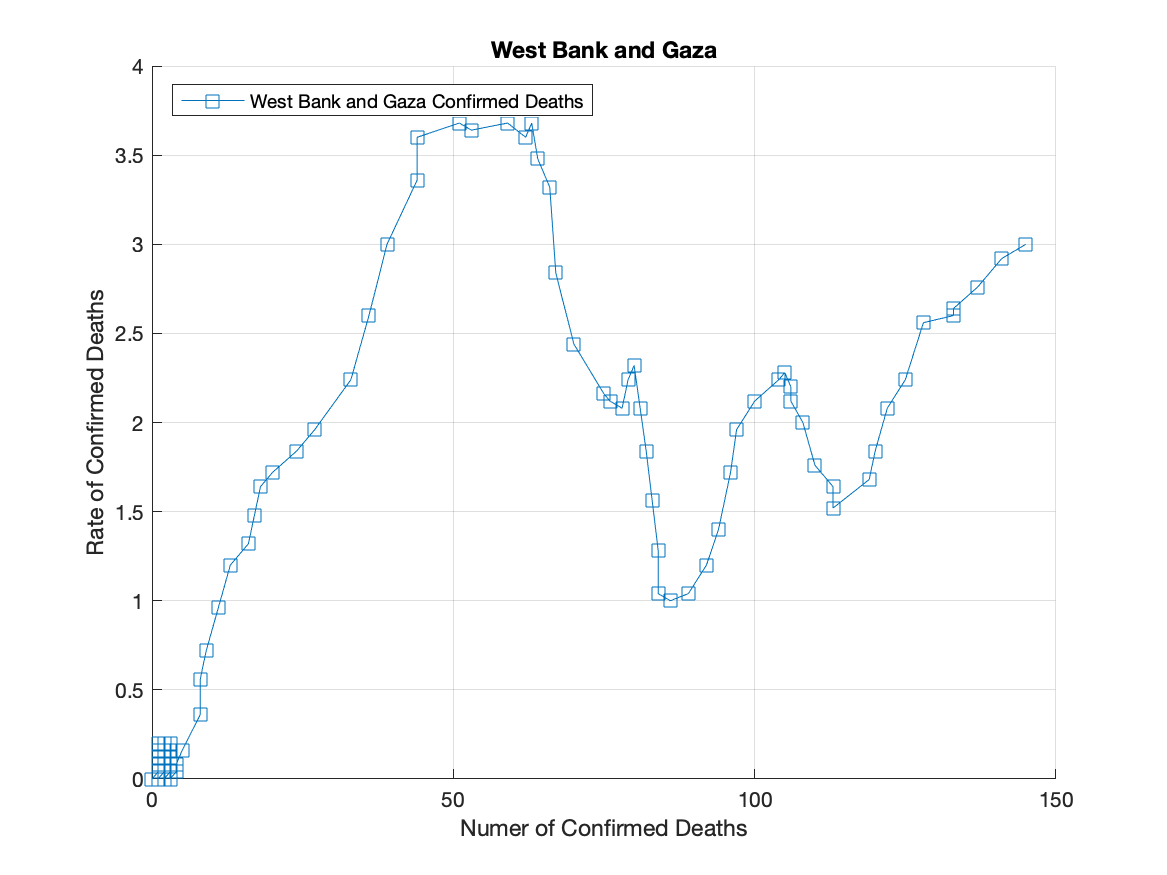 West Bank and Gaza
4
West Bank and Gaza Confirmed Deaths
3.5
3
2.5
2
1.5
1
0.5
0
Rate of Confirmed Deaths
0 50 100 150
Numer of Confirmed Deaths